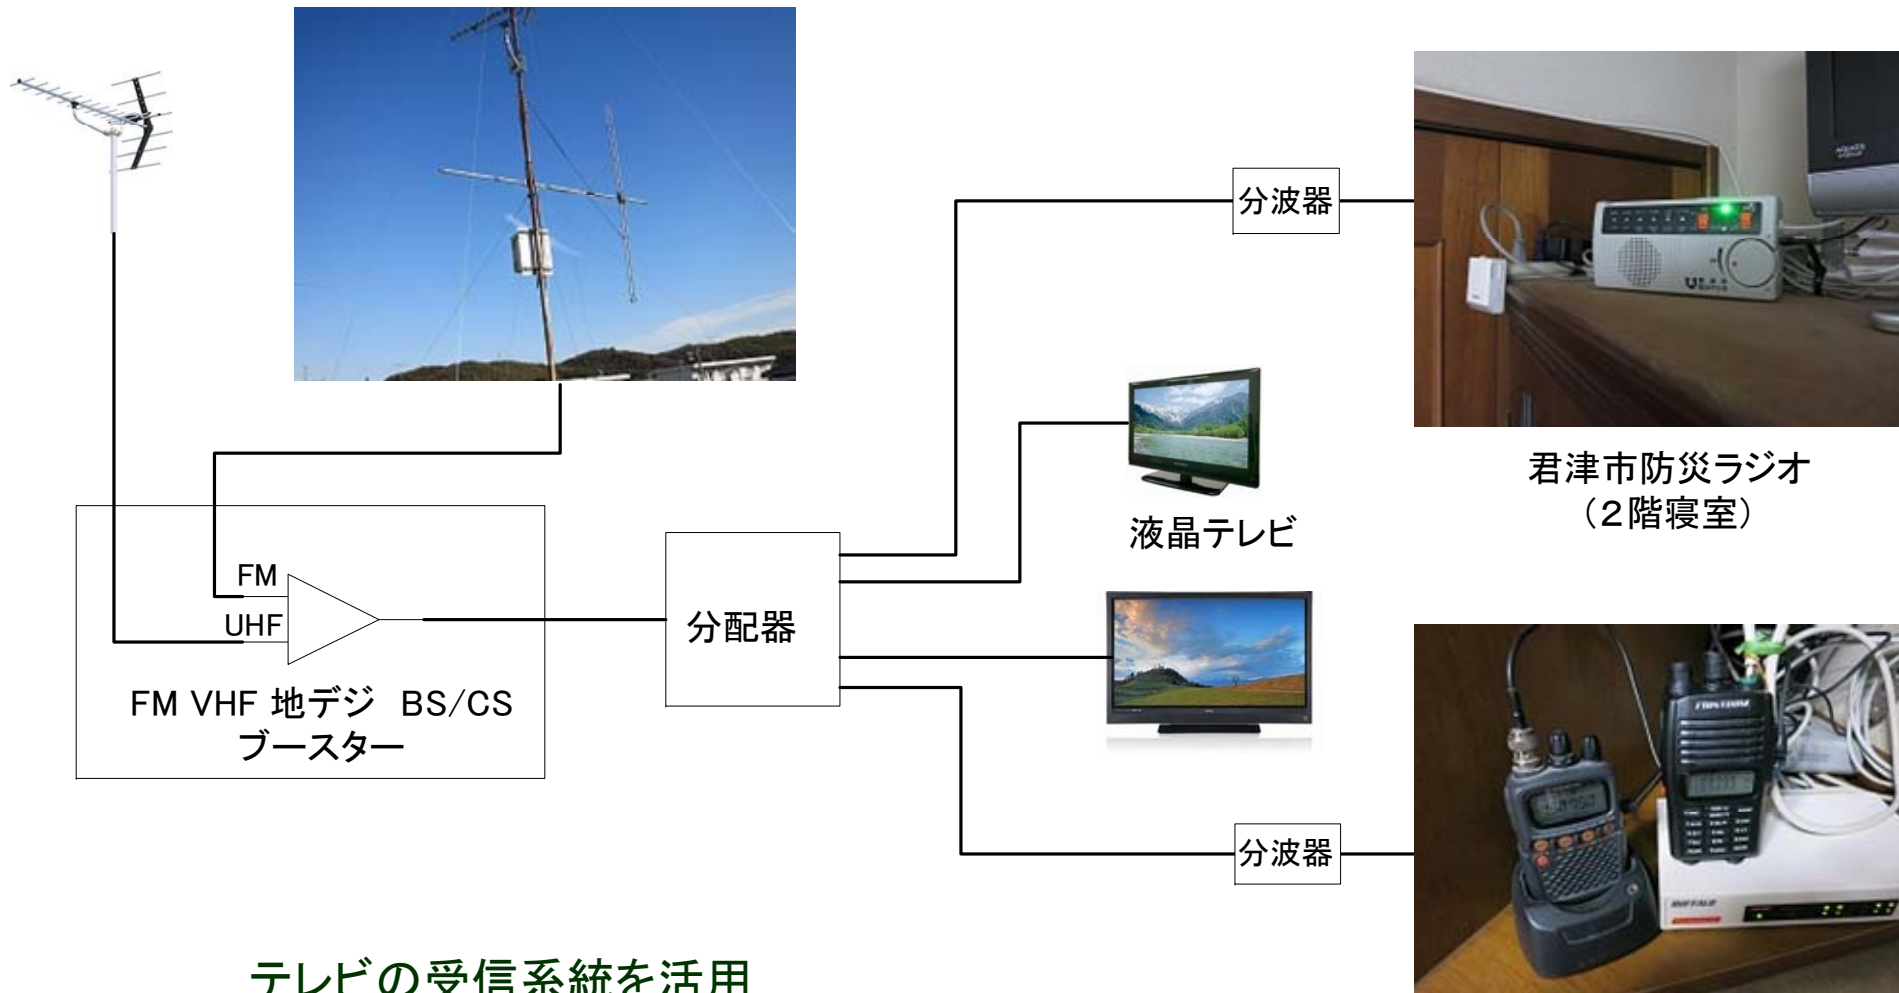 分波器
AQUOS
君津市防災ラジオ
(2階寝室)
液晶テレビ
FM
UHF
分配器
FM VHF 地デジ BS/CS
ブースター
分波器
BUFFALO
テレビの受信系統を活用